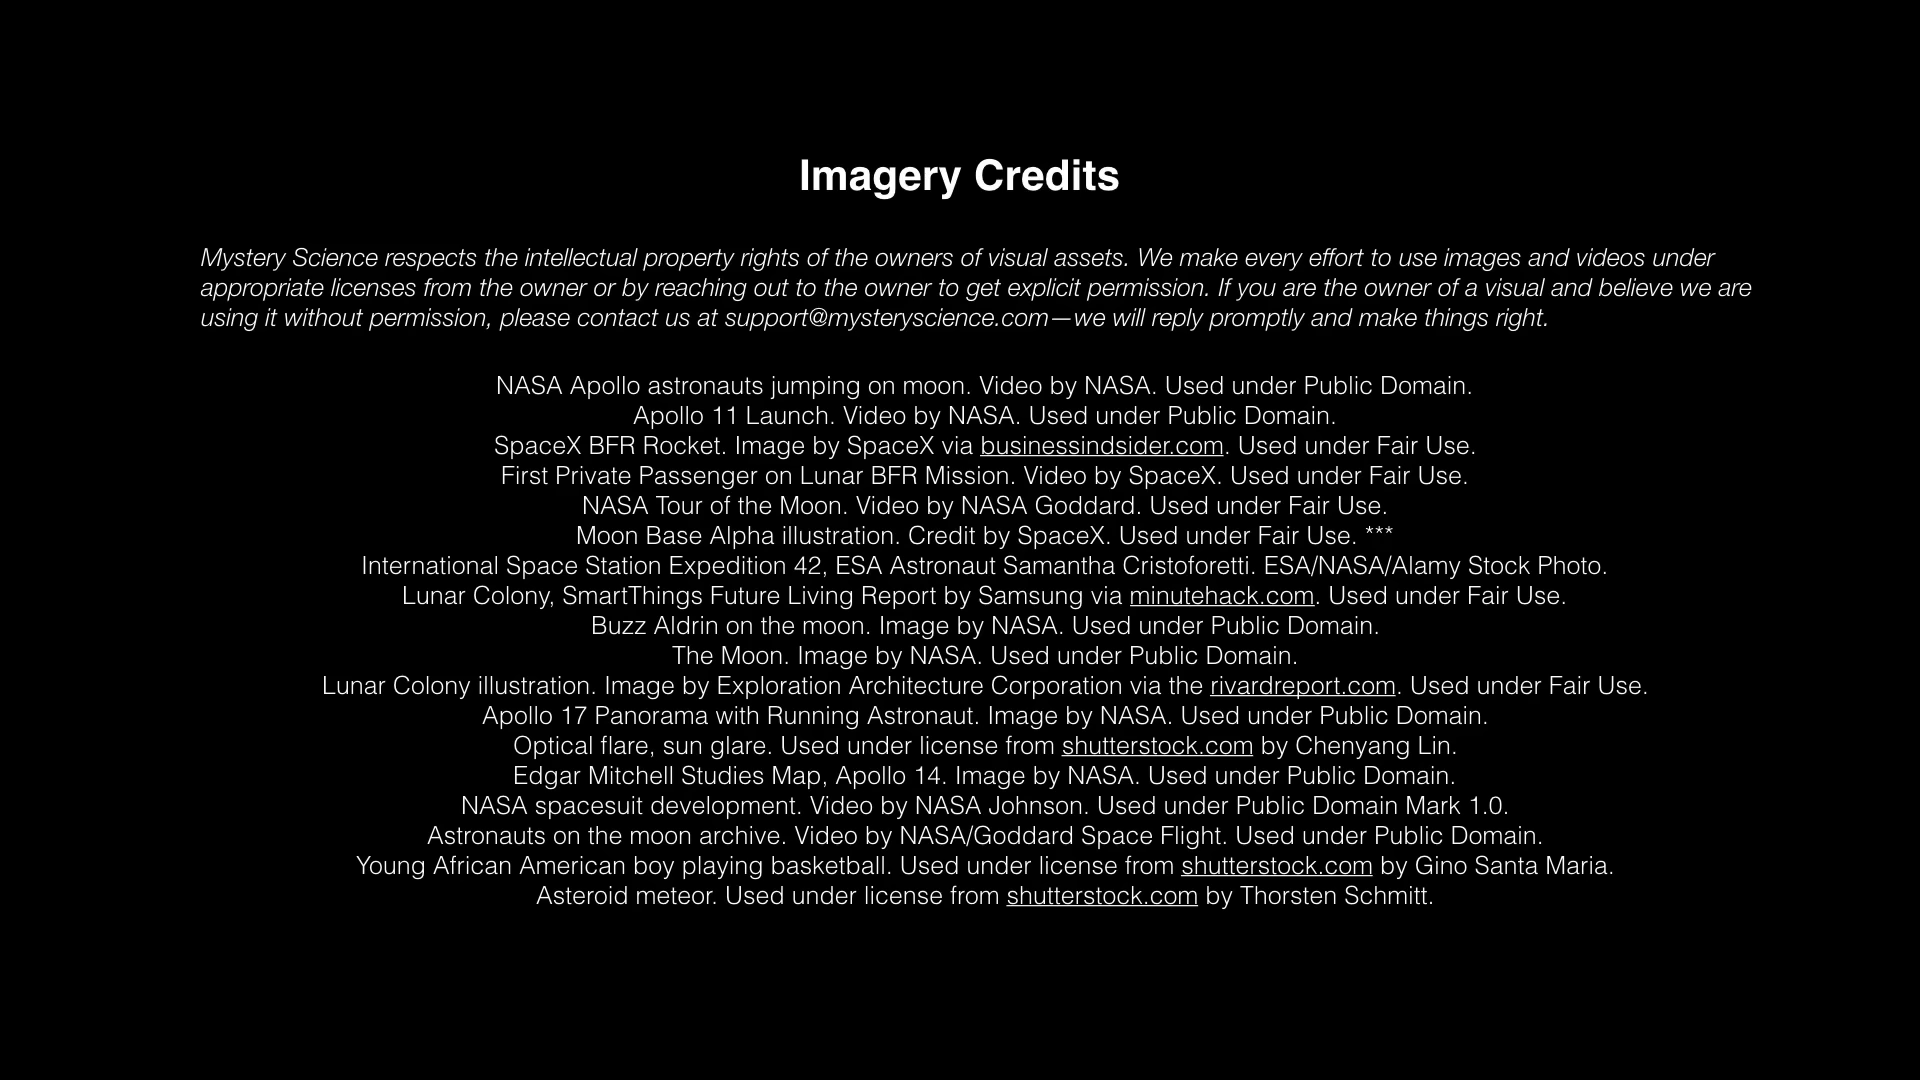 Imagery Credits
Mystery Science respects the intellectual property rights of the owners of visual assets. We make every effort to use images and videos under
appropriate licenses from the owner or by reaching out to the owner to get explicit permission. If you are the owner of a visual and believe we are
using it without permission, please contact us at support@mysteryscience.com—we will reply promptly and make things right.
NASA Apollo astronauts jumping on moon. Video by NASA. Used under Public Domain.
Apollo 11 Launch. Video by NASA. Used under Public Domain.
SpaceX BFR Rocket. Image by SpaceX via businessindsider.com. Used under Fair Use.
First Private Passenger on Lunar BFR Mission. Video by SpaceX. Used under Fair Use.
NASA Tour of the Moon. Video by NASA Goddard. Used under Fair Use.
Moon Base Alpha illustration. Credit by SpaceX. Used under Fair Use. ***
International Space Station Expedition 42, ESA Astronaut Samantha Cristoforetti. ESA/NASA/Alamy Stock Photo.
Lunar Colony, SmartThings Future Living Report by Samsung via minutehack.com. Used under Fair Use.
Buzz Aldrin on the moon. Image by NASA. Used under Public Domain.
The Moon. Image by NASA. Used under Public Domain.
Lunar Colony illustration. Image by Exploration Architecture Corporation via the rivardreport.com. Used under Fair Use.
Apollo 17 Panorama with Running Astronaut. Image by NASA. Used under Public Domain.
Optical flare, sun glare. Used under license from shutterstock.com by Chenyang Lin.
Edgar Mitchell Studies Map, Apollo 14. Image by NASA. Used under Public Domain.
NASA spacesuit development. Video by NASA Johnson. Used under Public Domain Mark 1.0.
Astronauts on the moon archive. Video by NASA/Goddard Space Flight. Used under Public Domain.
Young African American boy playing basketball. Used under license from shutterstock.com by Gino Santa Maria.
Asteroid meteor. Used under license from shutterstock.com by Thorsten Schmitt.